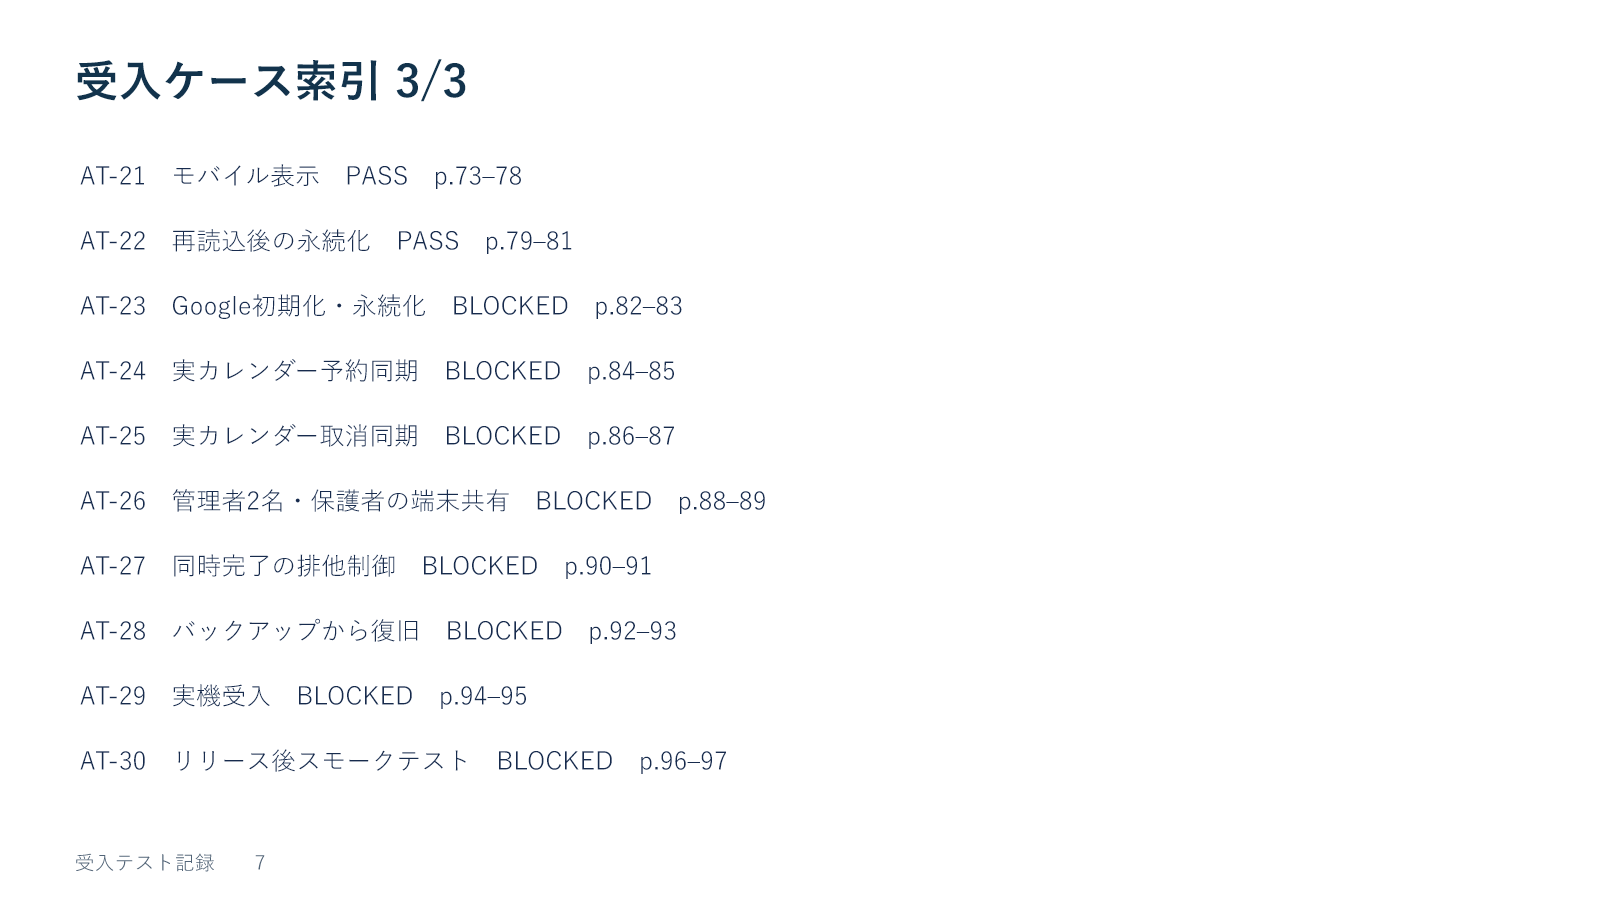 受入ケース索引 3/3
AT-21　モバイル表示　PASS　p.73–78
AT-22　再読込後の永続化　PASS　p.79–81
AT-23　Google初期化・永続化　BLOCKED　p.82–83
AT-24　実カレンダー予約同期　BLOCKED　p.84–85
AT-25　実カレンダー取消同期　BLOCKED　p.86–87
AT-26　管理者2名・保護者の端末共有　BLOCKED　p.88–89
AT-27　同時完了の排他制御　BLOCKED　p.90–91
AT-28　バックアップから復旧　BLOCKED　p.92–93
AT-29　実機受入　BLOCKED　p.94–95
AT-30　リリース後スモークテスト　BLOCKED　p.96–97
受入テスト記録　7